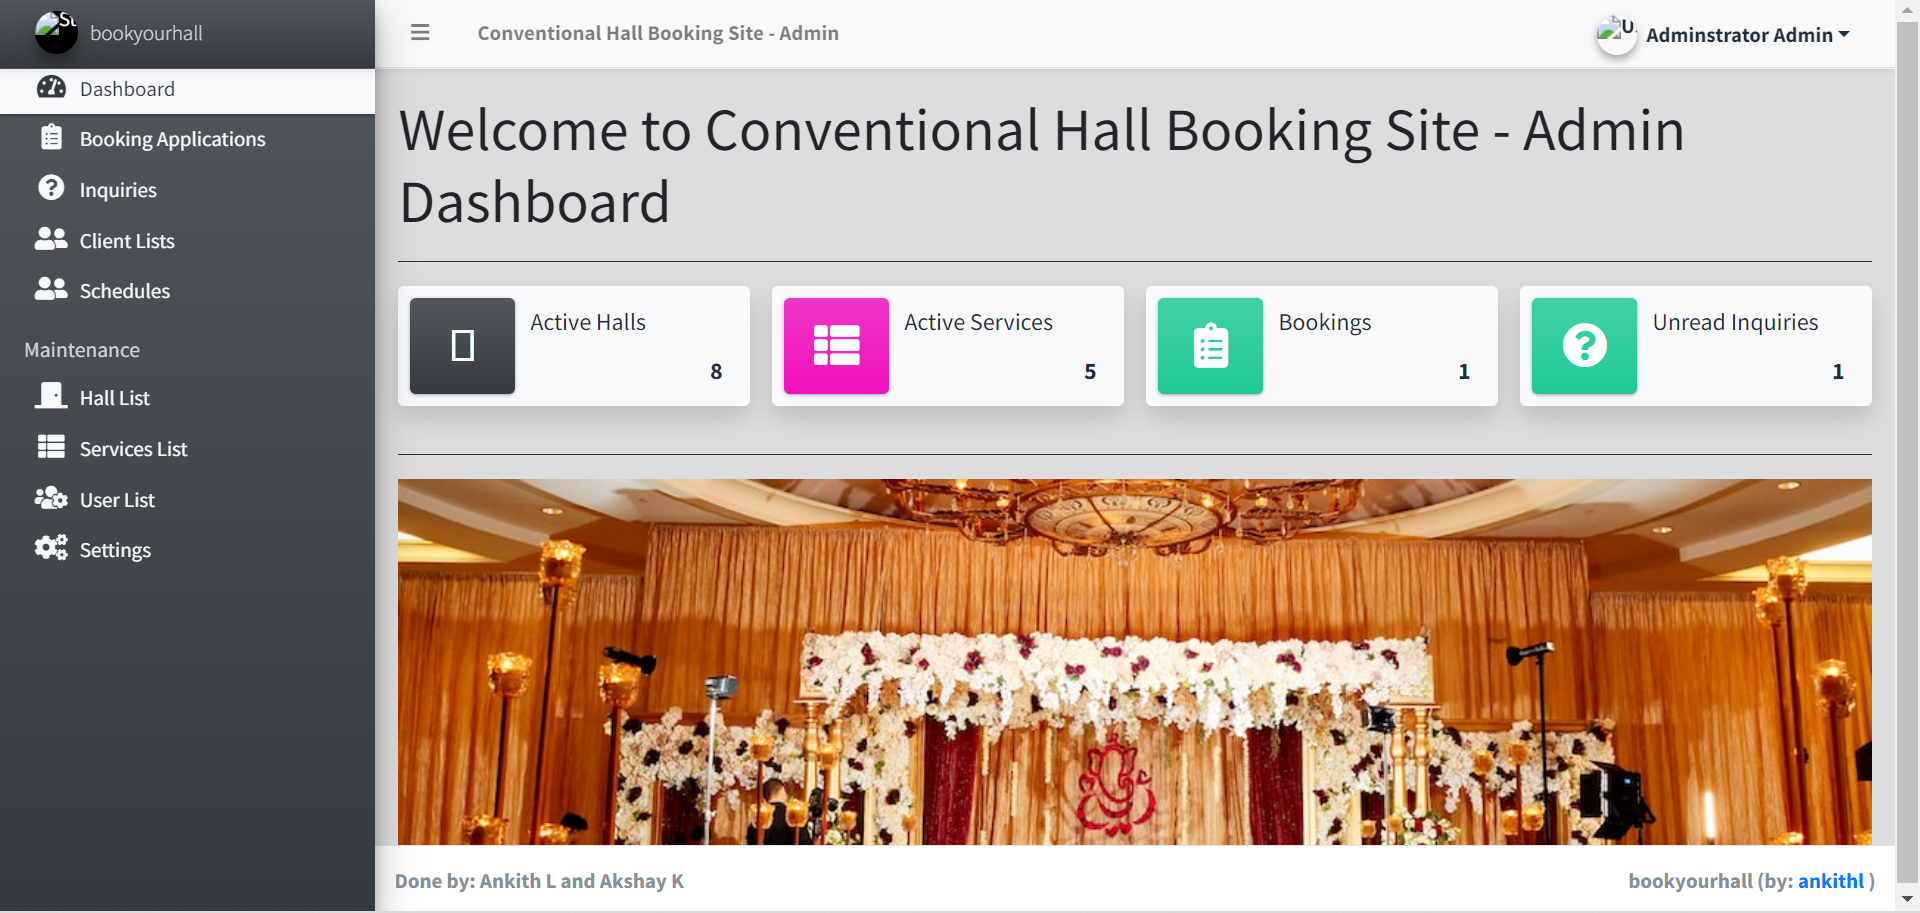 bookyourhall
Conventional Hall Booking Site - Admin
Adminstrator Admin
Dashboard
Booking Applications
Inquiries
Client Lists
Schedules
Maintenance
Hall List
Services List
User List
Settings
Welcome to Conventional Hall Booking Site - Admin
Dashboard
Active Halls
8
Active Services
5
Bookings
1
Unread Inquiries
1
Done by: Ankith L and Akshay K
bookyourhall (by: ankithl )